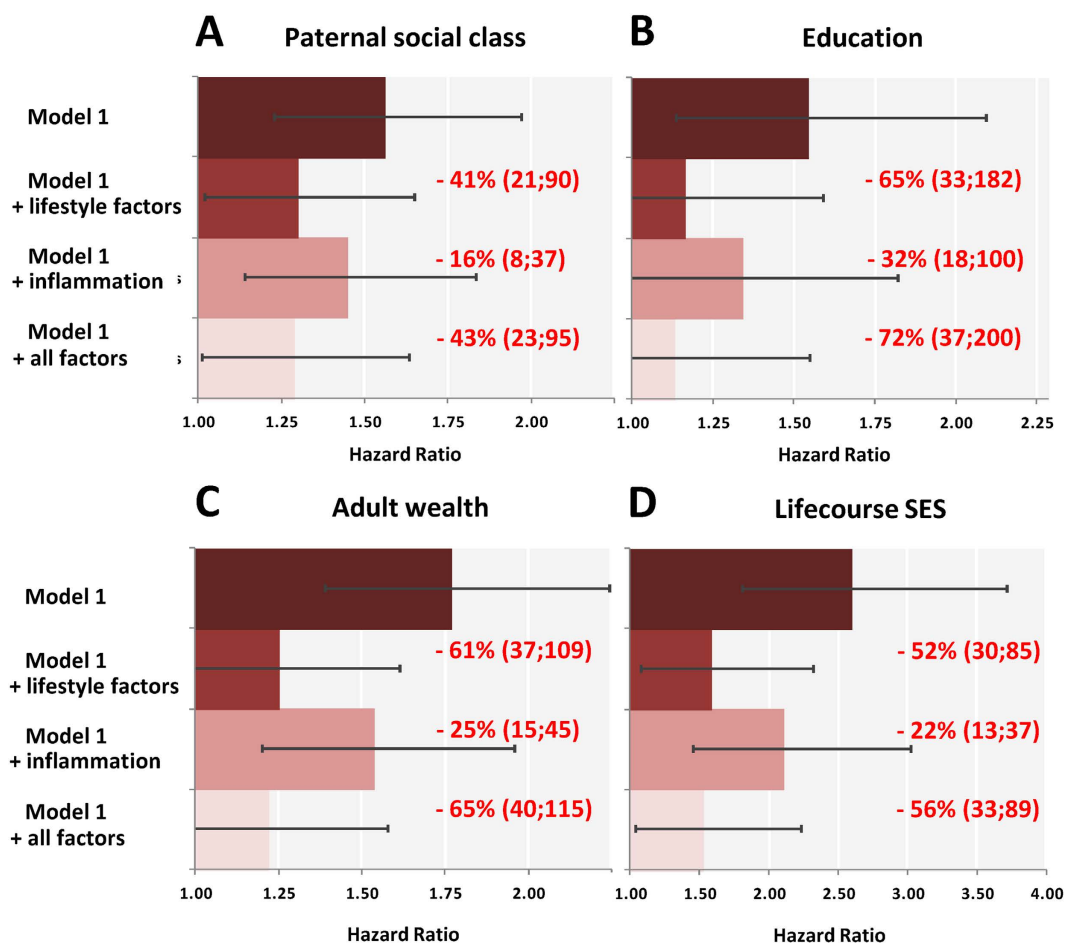 A Paternal social class
B Education
Model 1
Model 1
+ lifestyle factors
- 41% (21;90)
- 65% (33;182)
Model 1
+ inflammation s
- 16% (8;37)
- 32% (18;100)
Model 1
+ all factors s
- 43% (23;95)
- 72% (37;200)
1.00 1.25 1.50 1.75 2.00
1.00 1.25 1.50 1.75 2.00 2.25
Hazard Ratio
Hazard Ratio
C Adult wealth
D Lifecourse SES
Model 1
Model 1
+ lifestyle factors
- 61% (37;109)
- 52% (30;85)
Model 1
+ inflammation
- 25% (15;45)
- 22% (13;37)
Model 1
+ all factors
- 65% (40;115)
- 56% (33;89)
1.00 1.25 1.50 1.75 2.00
1.00 1.50 2.00 2.50 3.00 3.50 4.00
Hazard Ratio
Hazard Ratio